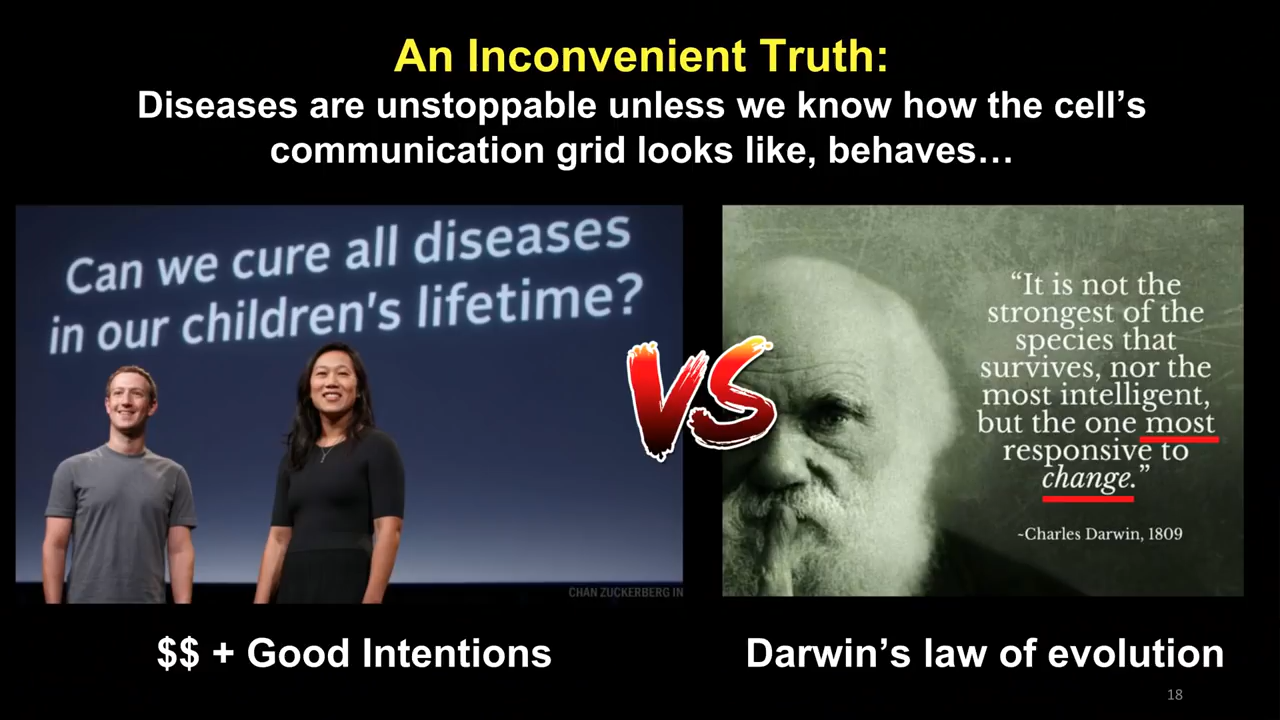 An Inconvenient Truth:
Diseases are unstoppable unless we know how the cell’s
communication grid looks like, behaves…
Can we cure all diseases
in our children's lifetime?
CHAN ZUCKERBERG IN
VS
“It is not the
strongest of the
species that
survives, nor the
most intelligent,
but the one most
responsive to
change.”
~Charles Darwin, 1809
$$ + Good Intentions
Darwin’s law of evolution
18